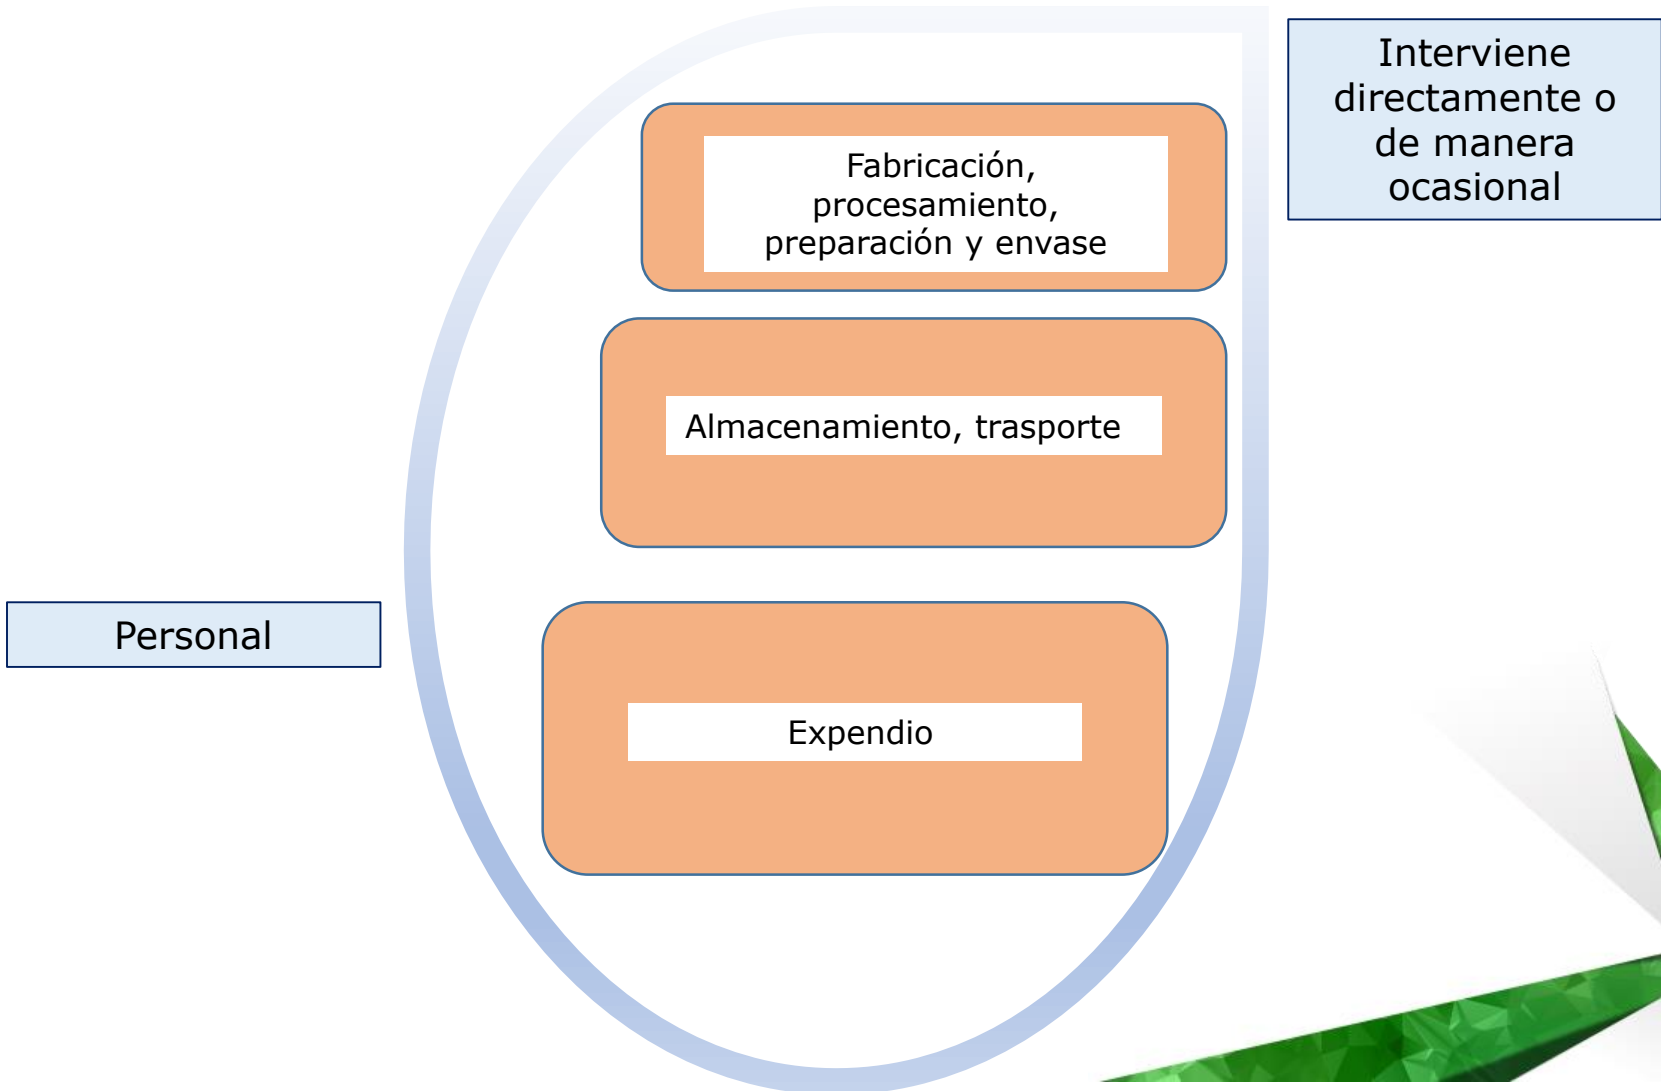 Interviene
directamente o
de manera
ocasional
Fabricación,
procesamiento,
preparación y envase
Almacenamiento, trasporte
Personal
Expendio